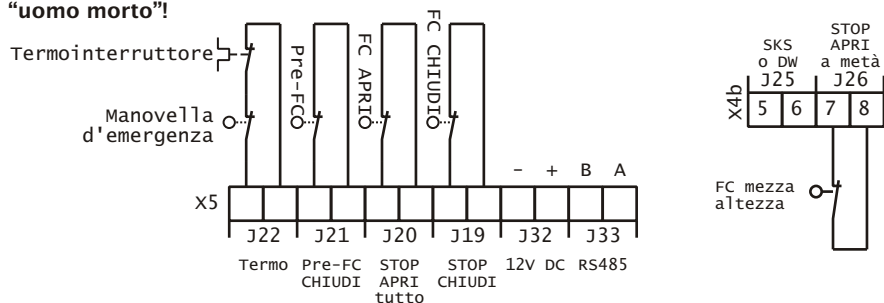 "uomo morto"!
Termointerruttore
Manovella
d'emergenza
Pre-FC
FC APRI
FC CHIUDI
- + B A
X5
J22 J21 J20 J19 J32 J33
Termo Pre-FC STOP STOP 12V DC RS485
CHIUDI APRI CHIUDI
tutto
STOP
SKS APRI
o DW a metà
J25 J26
X4b
5 6 7 8
FC mezza
altezza